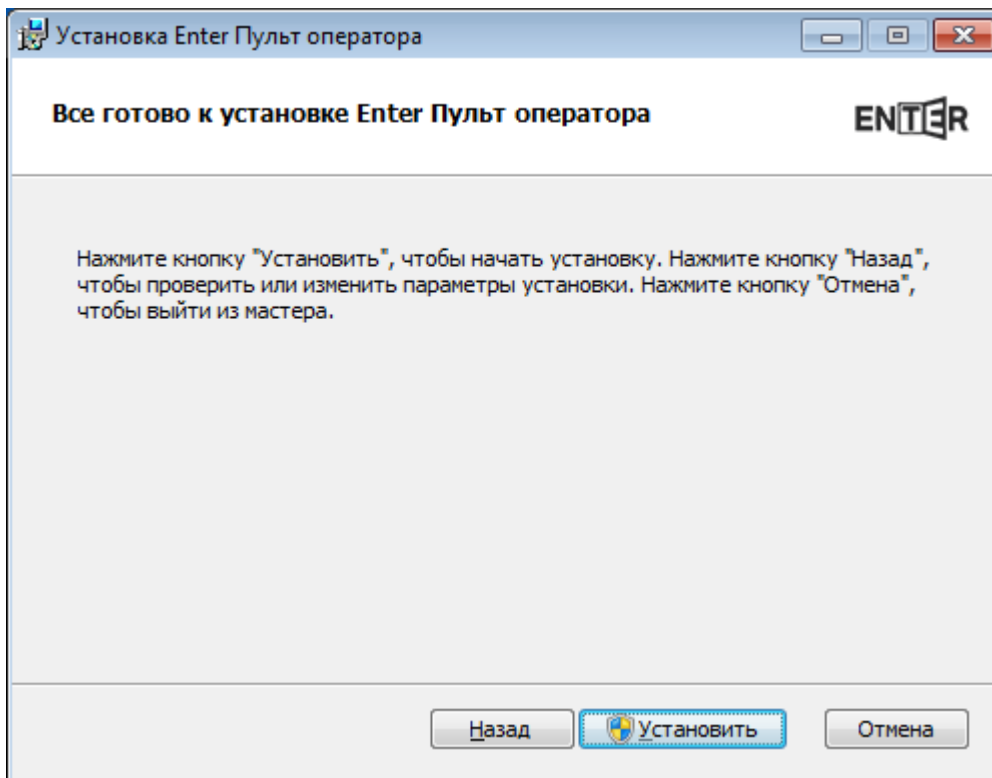 Установка Enter Пульт оператора
Все готово к установке Enter Пульт оператора
ENTER
Нажмите кнопку "Установить", чтобы начать установку. Нажмите кнопку "Назад",
чтобы проверить или изменить параметры установки. Нажмите кнопку "Отмена",
чтобы выйти из мастера.
Назад
Установить
Отмена